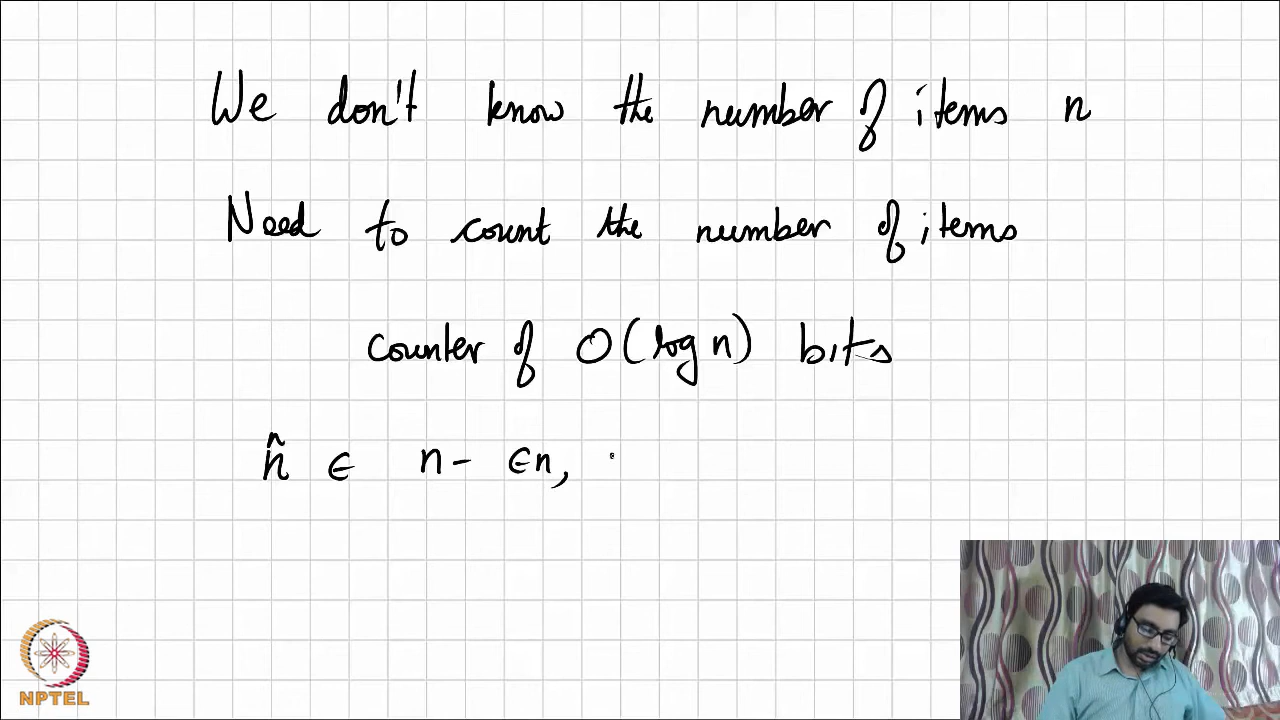 We don't know the number of items n
Need to count the number of items
counter of O(log n) bits
n̂ ∈ n - ∈n,
NPTEL